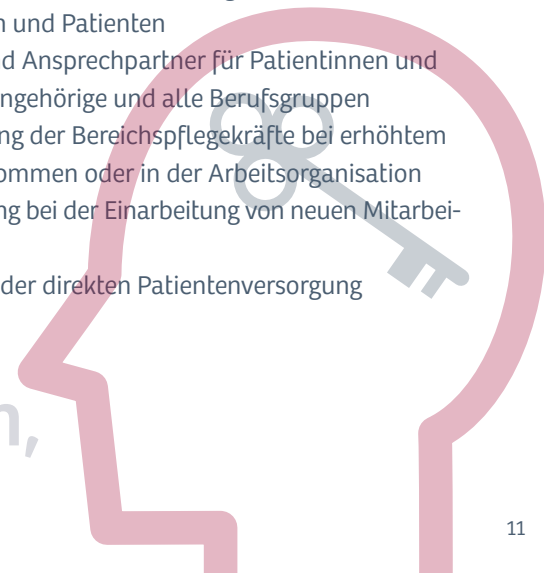 n und Patienten
d Ansprechpartner für Patientinnen und
ngehörige und alle Berufsgruppen
ng der Bereichspflegekräfte bei erhöhtem
ommen oder in der Arbeitsorganisation
ng bei der Einarbeitung von neuen Mitarbei-
der direkten Patientenversorgung
n,
11